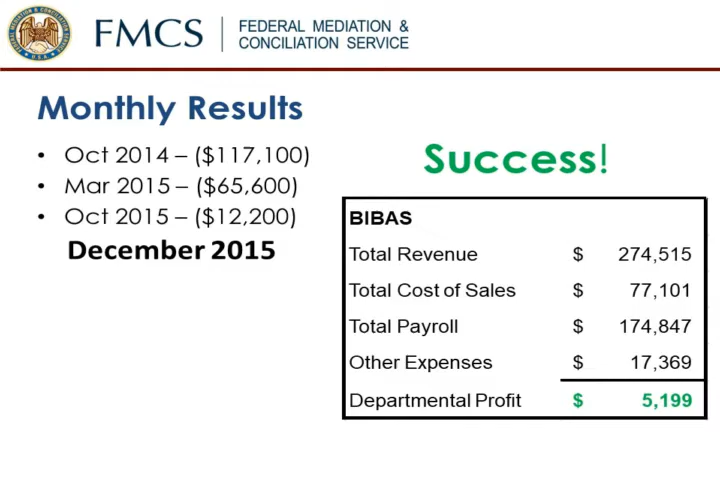 FMCS
FEDERAL MEDIATION &
CONCILIATION SERVICE
Monthly Results
• Oct 2014 – ($117,100)
• Mar 2015 – ($65,600)
• Oct 2015 – ($12,200)
December 2015
Success!
BIBAS
Total Revenue $ 274,515
Total Cost of Sales $ 77,101
Total Payroll $ 174,847
Other Expenses $ 17,369
Departmental Profit $ 5,199